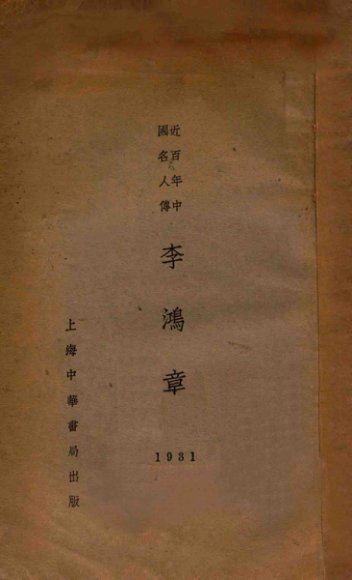 近百年中
國名人傳
李鴻章
1931
上海中華書局出版